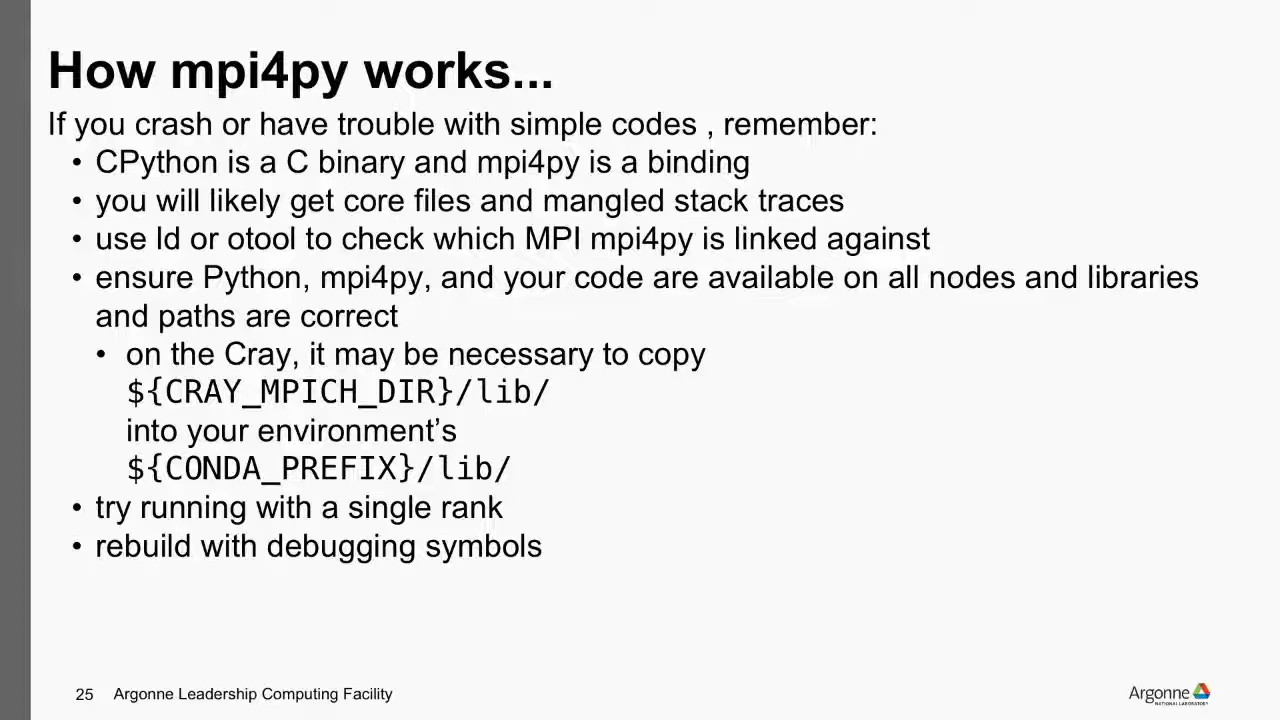 How mpi4py works...
If you crash or have trouble with simple codes , remember:
• CPython is a C binary and mpi4py is a binding
• you will likely get core files and mangled stack traces
• use ld or otool to check which MPI mpi4py is linked against
• ensure Python, mpi4py, and your code are available on all nodes and libraries
and paths are correct
• on the Cray, it may be necessary to copy
${CRAY_MPICH_DIR}/lib/
into your environment’s
${CONDA_PREFIX}/lib/
• try running with a single rank
• rebuild with debugging symbols
25 Argonne Leadership Computing Facility
Argonne
NATIONAL LABORATORY